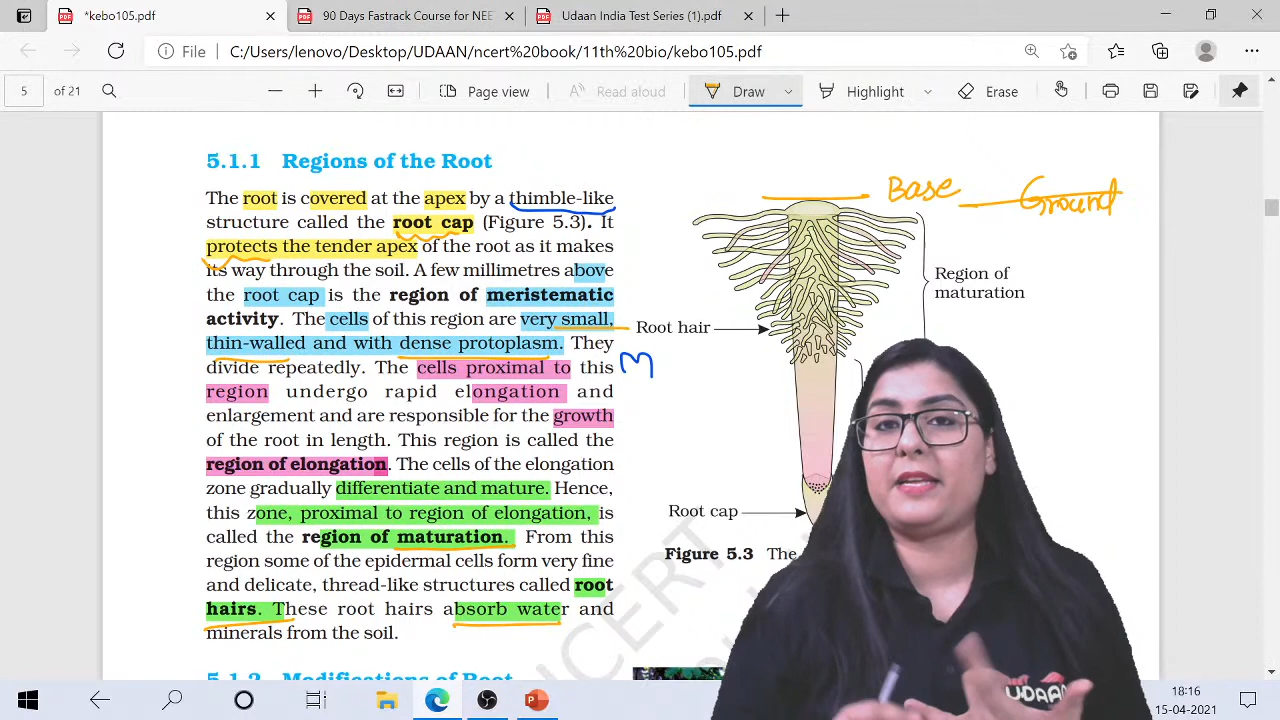 *kebo105.pdf
90 Days Fastrack Course for NEE
Udaan India Test Series (1).pdf
File
C:/Users/lenovo/Desktop/UDAAN/ncert%20book/11th%20bio/kebo105.pdf
5 of 21
Page view
Read aloud
Draw
Highlight
Erase
5.1.1 Regions of the Root
The root is covered at the apex by a thimble-like
structure called the root cap (Figure 5.3). It
protects the tender apex of the root as it makes
its way through the soil. A few millimetres above
the root cap is the region of meristematic
activity. The cells of this region are very small,
thin-walled and with dense protoplasm. They
divide repeatedly. The cells proximal to this
region undergo rapid elongation and
enlargement and are responsible for the growth
of the root in length. This region is called the
region of elongation. The cells of the elongation
zone gradually differentiate and mature. Hence,
this zone, proximal to region of elongation, is
called the region of maturation. From this
region some of the epidermal cells form very fine
and delicate, thread-like structures called root
hairs. These root hairs absorb water and
minerals from the soil.
5.1.2 Modifications of Root
M
Base
Ground
Region of
maturation
Root hair
Root cap
Figure 5.3 The
NCERT
UDAAN
18:16
15-04-2021